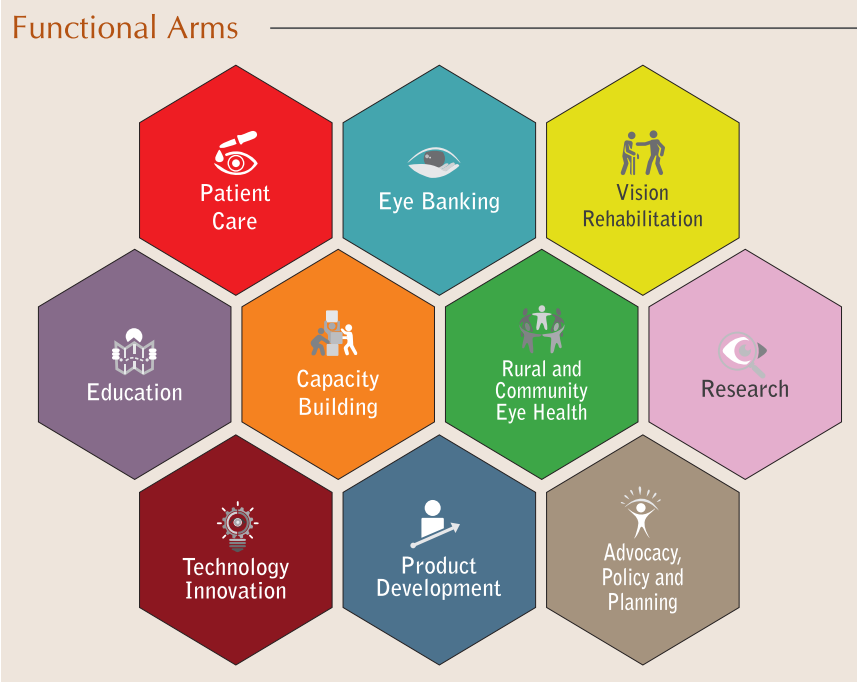 Functional Arms
Patient
Care
Eye Banking
Vision
Rehabilitation
Education
Capacity
Building
Rural and
Community
Eye Health
Research
Technology
Innovation
Product
Development
Advocacy,
Policy and
Planning